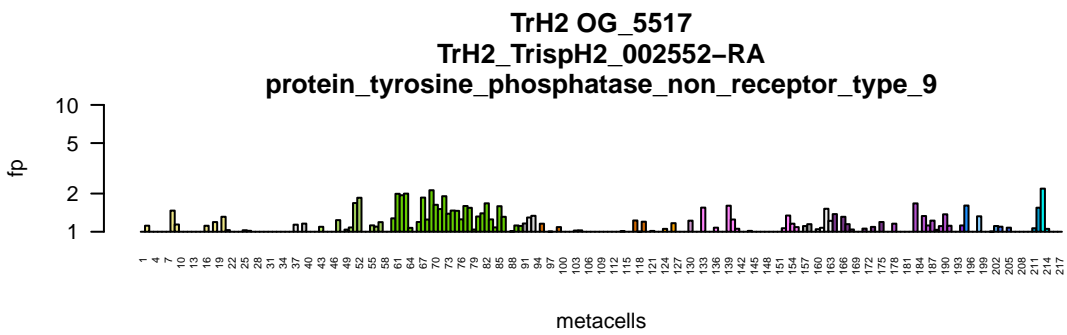 TrH2 OG_5517
TrH2_TrispH2_002552−RA
protein_tyrosine_phosphatase_non_receptor_type_9
10
5
2
1
fp
1 4 7 10 13 16 19 22 25 28 31 34 37 40 43 46 49 52 55 58 61 64 67 70 73 76 79 82 85 88 91 94 97 100 103 106 109 112 115 118 121 124 127 130 133 136 139 142 145 148 151 154 157 160 163 166 169 172 175 178 181 184 187 190 193 196 199 202 205 208 211 214 217
metacells